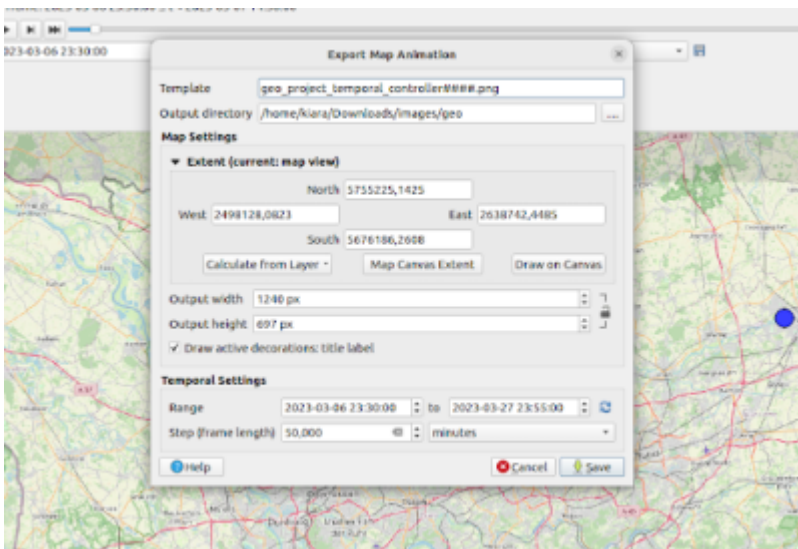 023-03-06 23:30:00
Export Map Animation
Template geo_project_temporal_controller####.png
Output directory /home/kiara/Downloads/images/geo ...
Map Settings
Extent (current: map view)
North 5755225,1425
West 2498128,0823 East 2638742,4485
South 5676186,2608
Calculate from Layer Map Canvas Extent Draw on Canvas
Output width 1240 px
Output height 697 px
Draw active decorations: title label
Temporal Settings
Range 2023-03-06 23:30:00 to 2023-03-27 23:55:00
Step (frame length) 50,000 minutes
Help Cancel Save